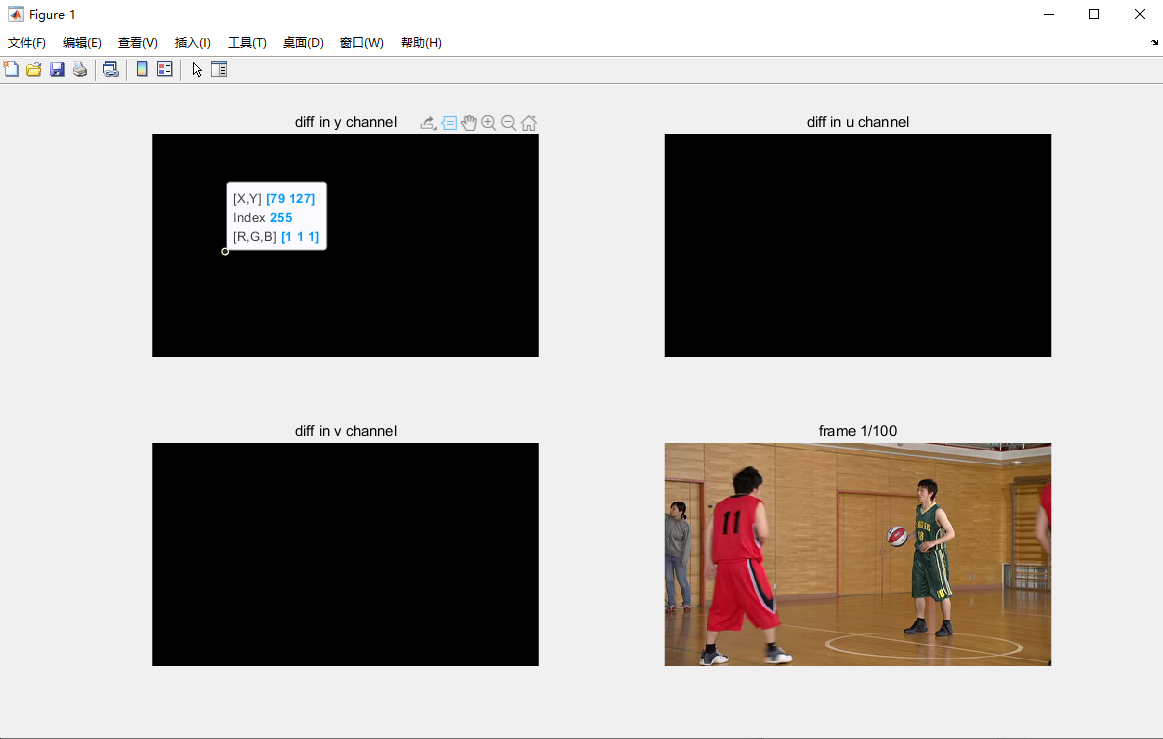 Figure 1
文件(F) 编辑(E) 查看(V) 插入(I) 工具(T) 桌面(D) 窗口(W) 帮助(H)
diff in y channel
diff in u channel
[X,Y] [79 127]
Index 255
[R,G,B] [1 1 1]
diff in v channel
frame 1/100
11